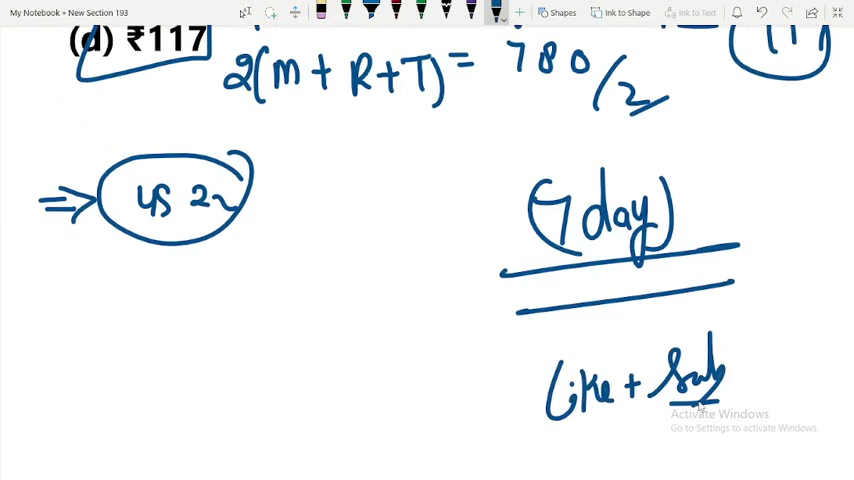 My Notebook » New Section 193
Shapes Ink to Shape Ink to Text
(d) ₹117
2(M + R + T) = 780/2
⇒ 45 2
(7 day)
Like + Sub
Activate Windows
Go to Settings to activate Windows.